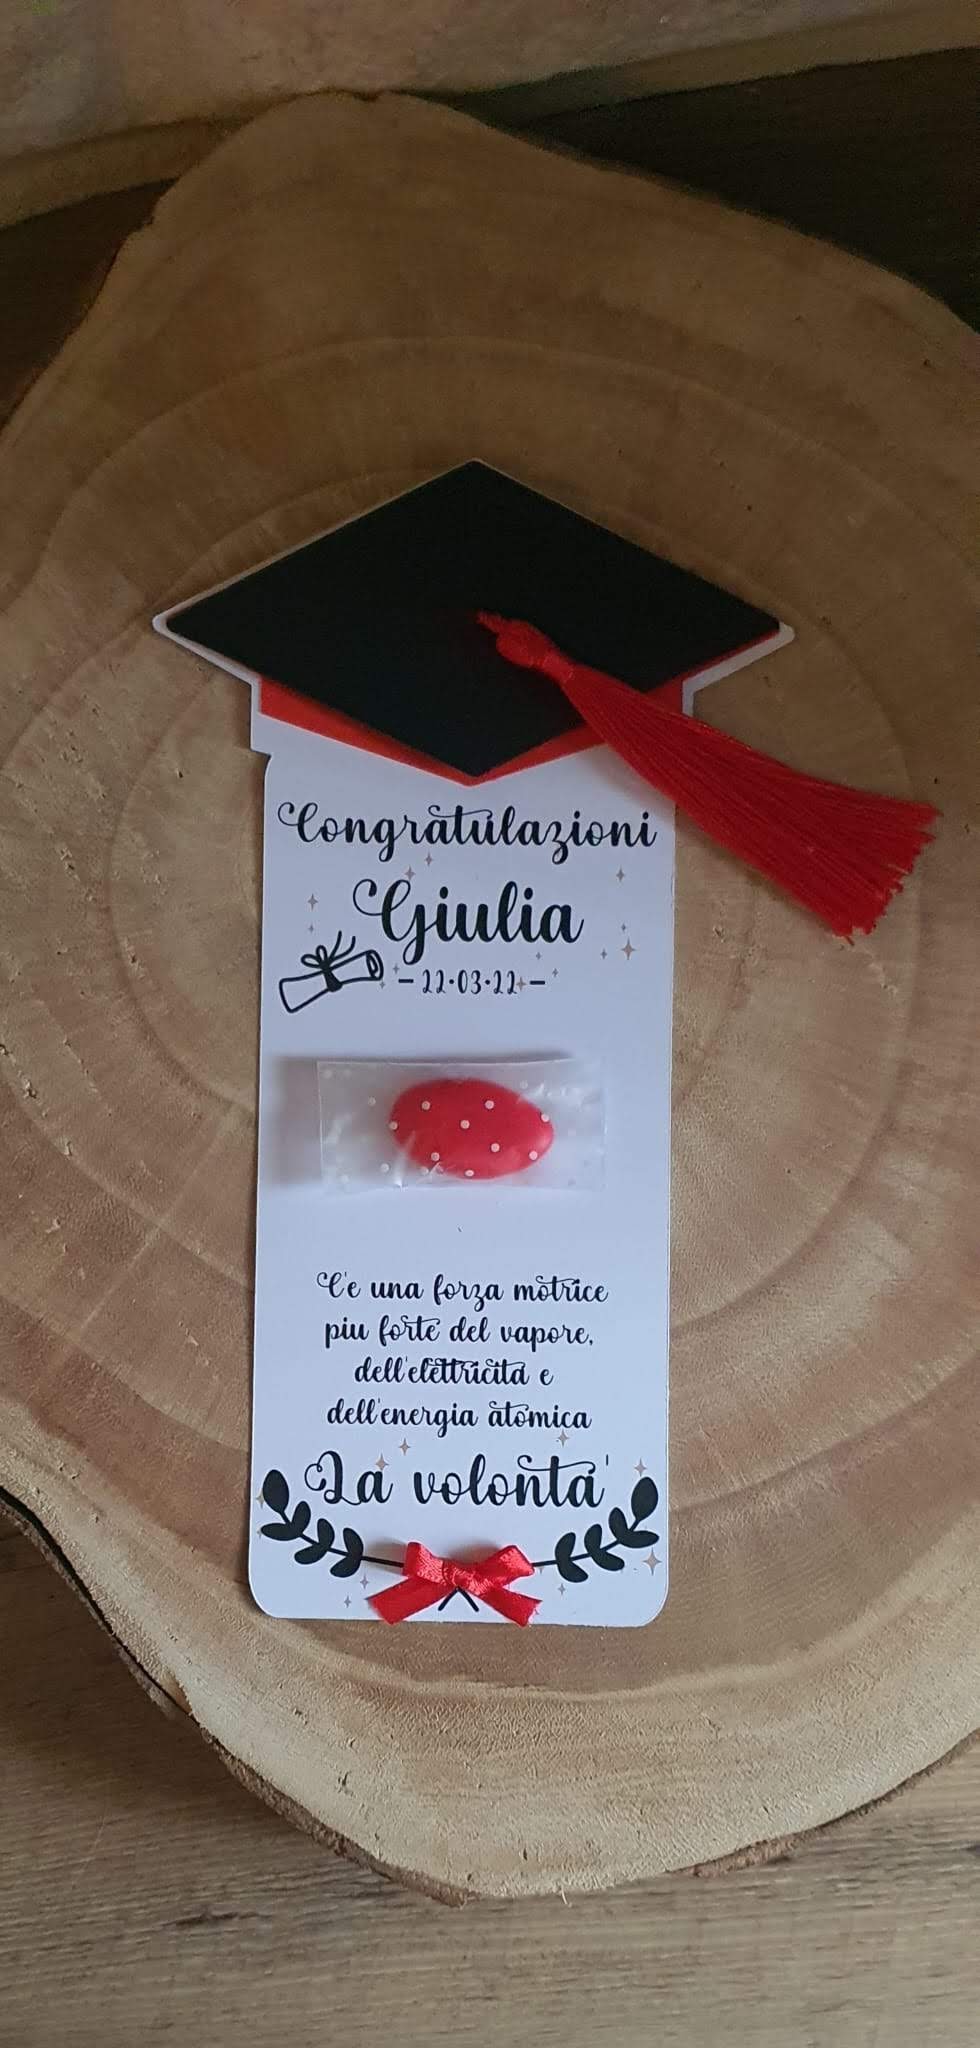 Congratulazioni
Giulia
-22·03·22-
C'e una forza motrice
piu forte del vapore,
dell'elettricita e
dell'energia atomica
La volonta'